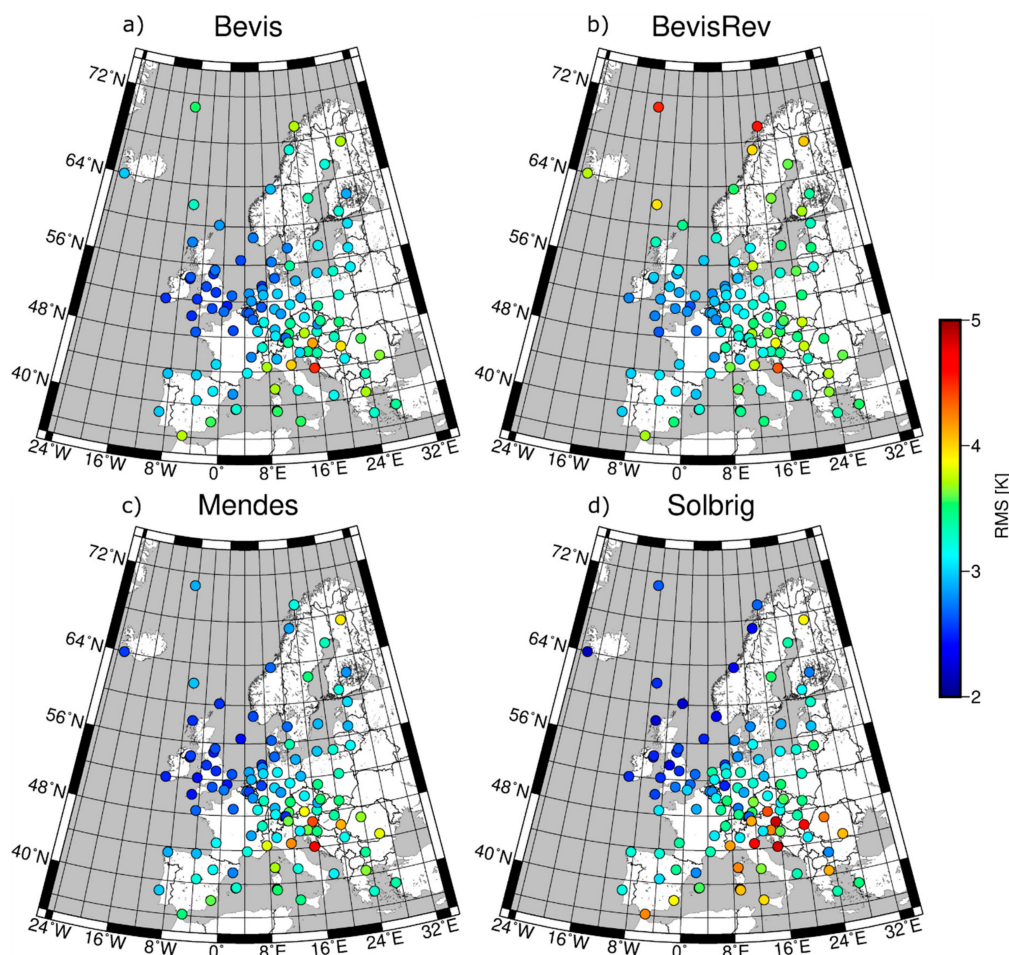 a) Bevis
b) BevisRev
72˚N
64˚N
56˚N
48˚N
40˚N
24˚W
16˚W
8˚W
0˚
8˚E
16˚E
24˚E
32˚E
72˚N
64˚N
56˚N
48˚N
40˚N
24˚W
16˚W
8˚W
0˚
8˚E
16˚E
24˚E
32˚E
c) Mendes
d) Solbrig
72˚N
64˚N
56˚N
48˚N
40˚N
24˚W
16˚W
8˚W
0˚
8˚E
16˚E
24˚E
32˚E
72˚N
64˚N
56˚N
48˚N
40˚N
24˚W
16˚W
8˚W
0˚
8˚E
16˚E
24˚E
32˚E
5
4
3
2
RMS [K]